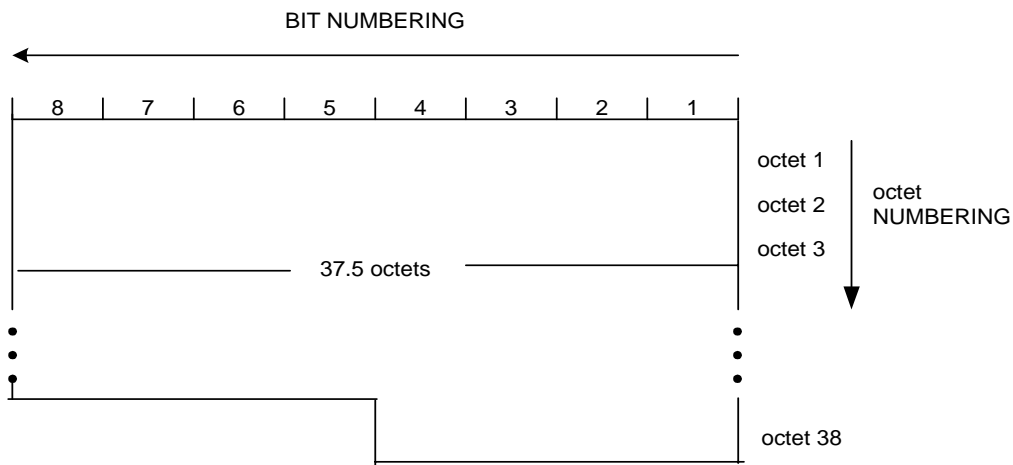 BIT NUMBERING
8 7 6 5 4 3 2 1
octet 1
octet 2
octet 3
octet
NUMBERING
37.5 octets
octet 38